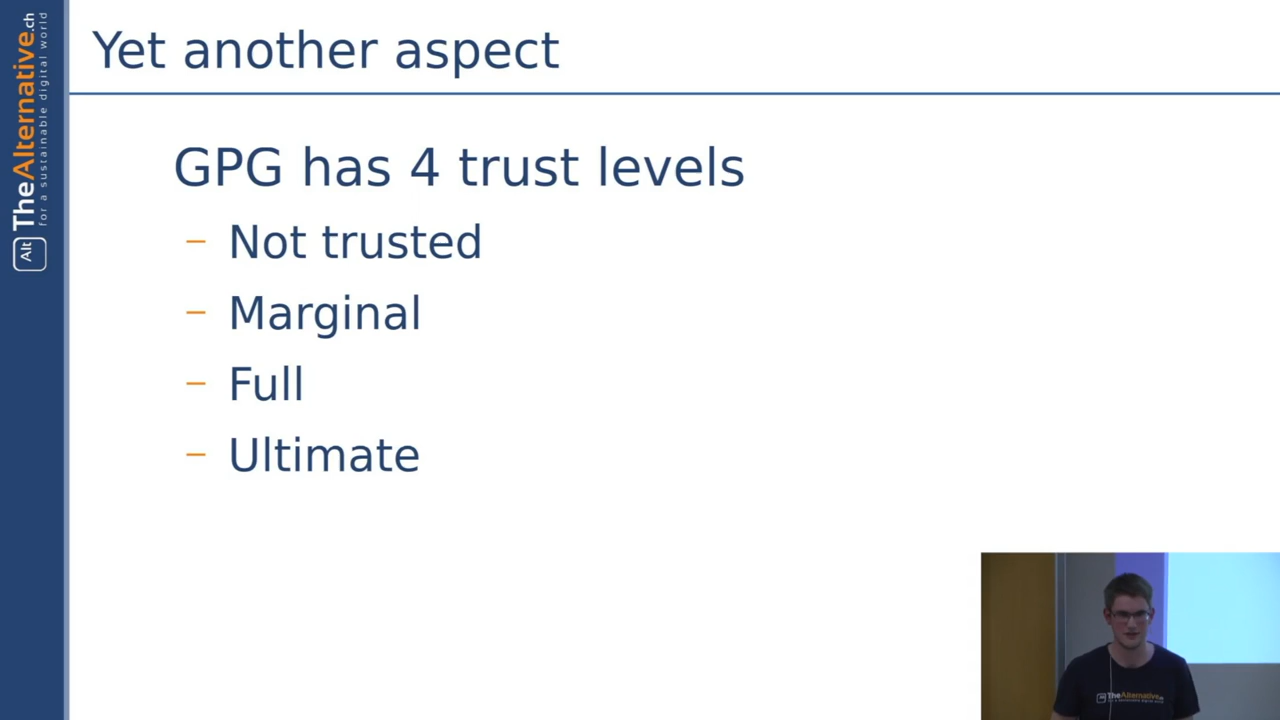 Yet another aspect
GPG has 4 trust levels
– Not trusted
– Marginal
– Full
– Ultimate
Alt TheAlternative.ch
for a sustainable digital world
TheAlternative